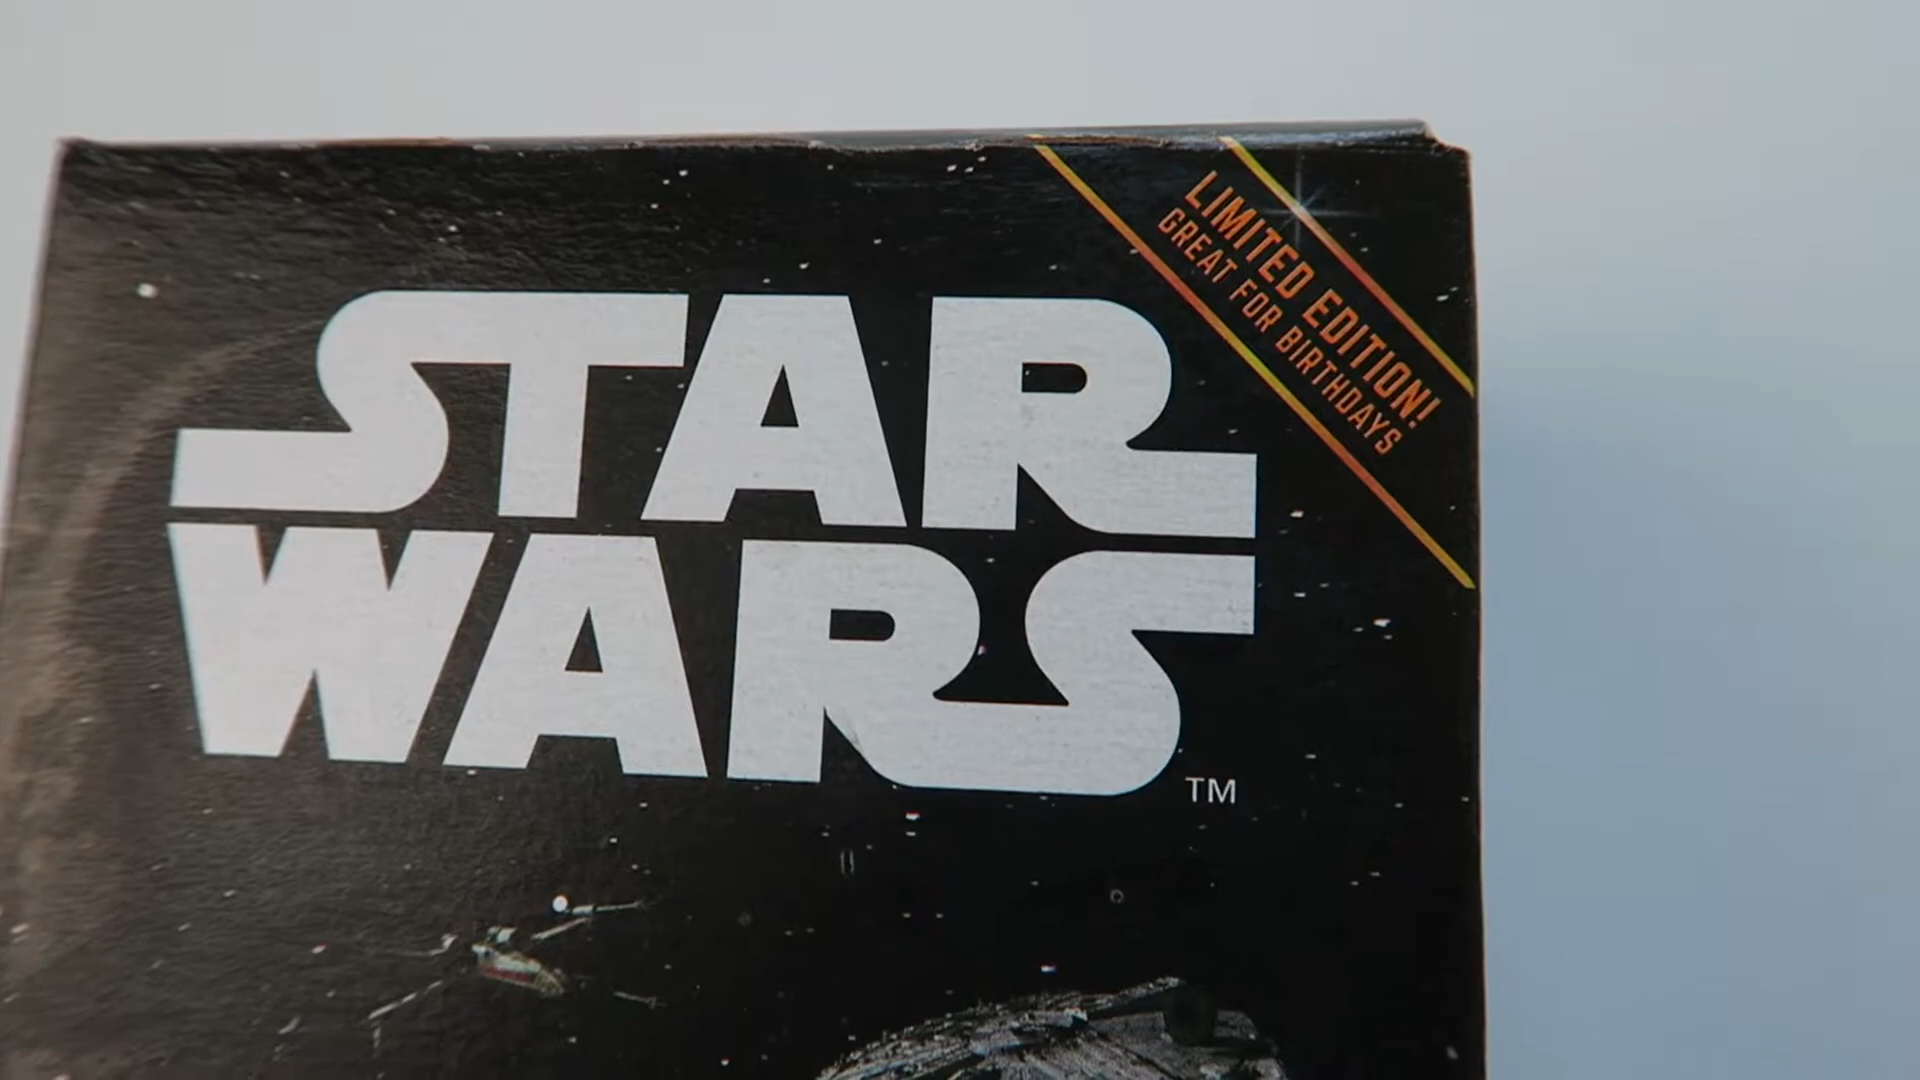 STAR
WARS
TM
LIMITED EDITION!
GREAT FOR BIRTHDAYS